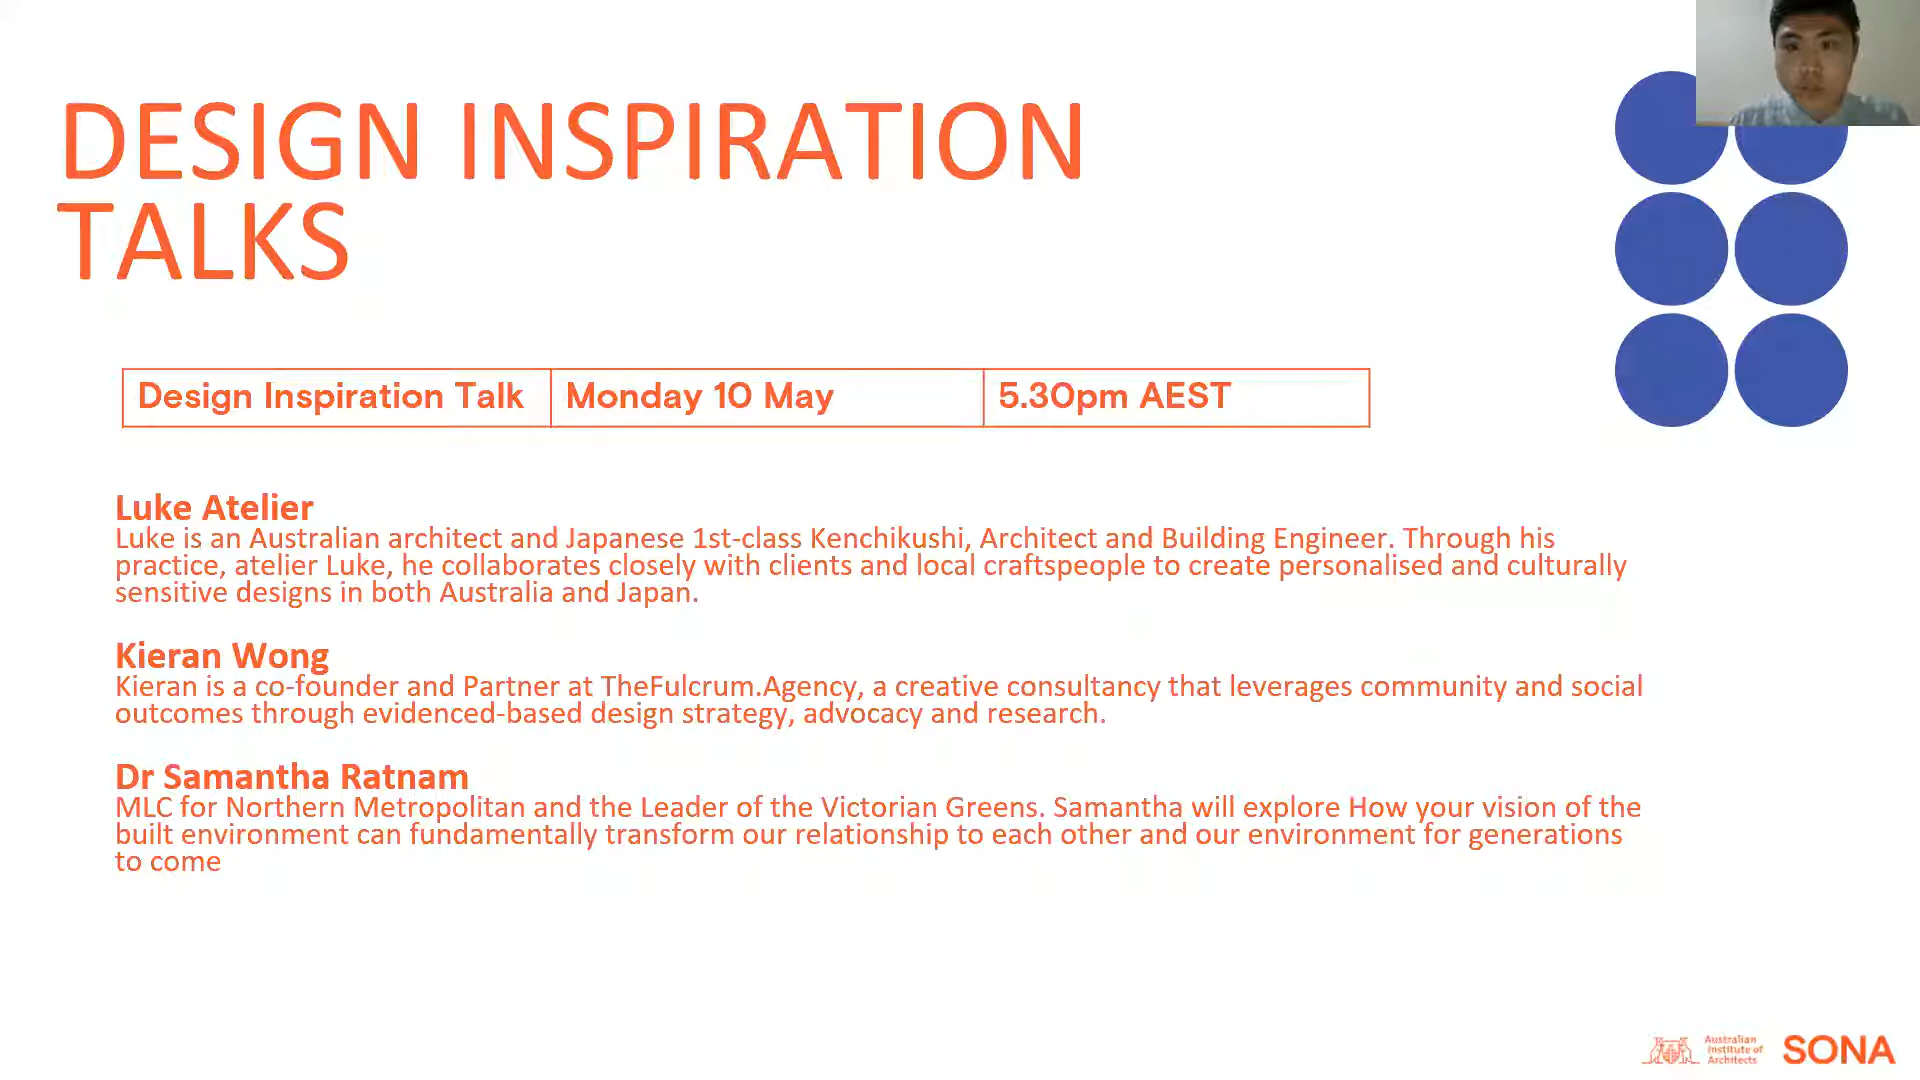 DESIGN INSPIRATION
TALKS
Design Inspiration Talk Monday 10 May 5.30pm AEST
Luke Atelier
Luke is an Australian architect and Japanese 1st-class Kenchikushi, Architect and Building Engineer. Through his
practice, atelier Luke, he collaborates closely with clients and local craftspeople to create personalised and culturally
sensitive designs in both Australia and Japan.
Kieran Wong
Kieran is a co-founder and Partner at TheFulcrum.Agency, a creative consultancy that leverages community and social
outcomes through evidenced-based design strategy, advocacy and research.
Dr Samantha Ratnam
MLC for Northern Metropolitan and the Leader of the Victorian Greens. Samantha will explore How your vision of the
built environment can fundamentally transform our relationship to each other and our environment for generations
to come
Australian
Institute of
Architects
SONA